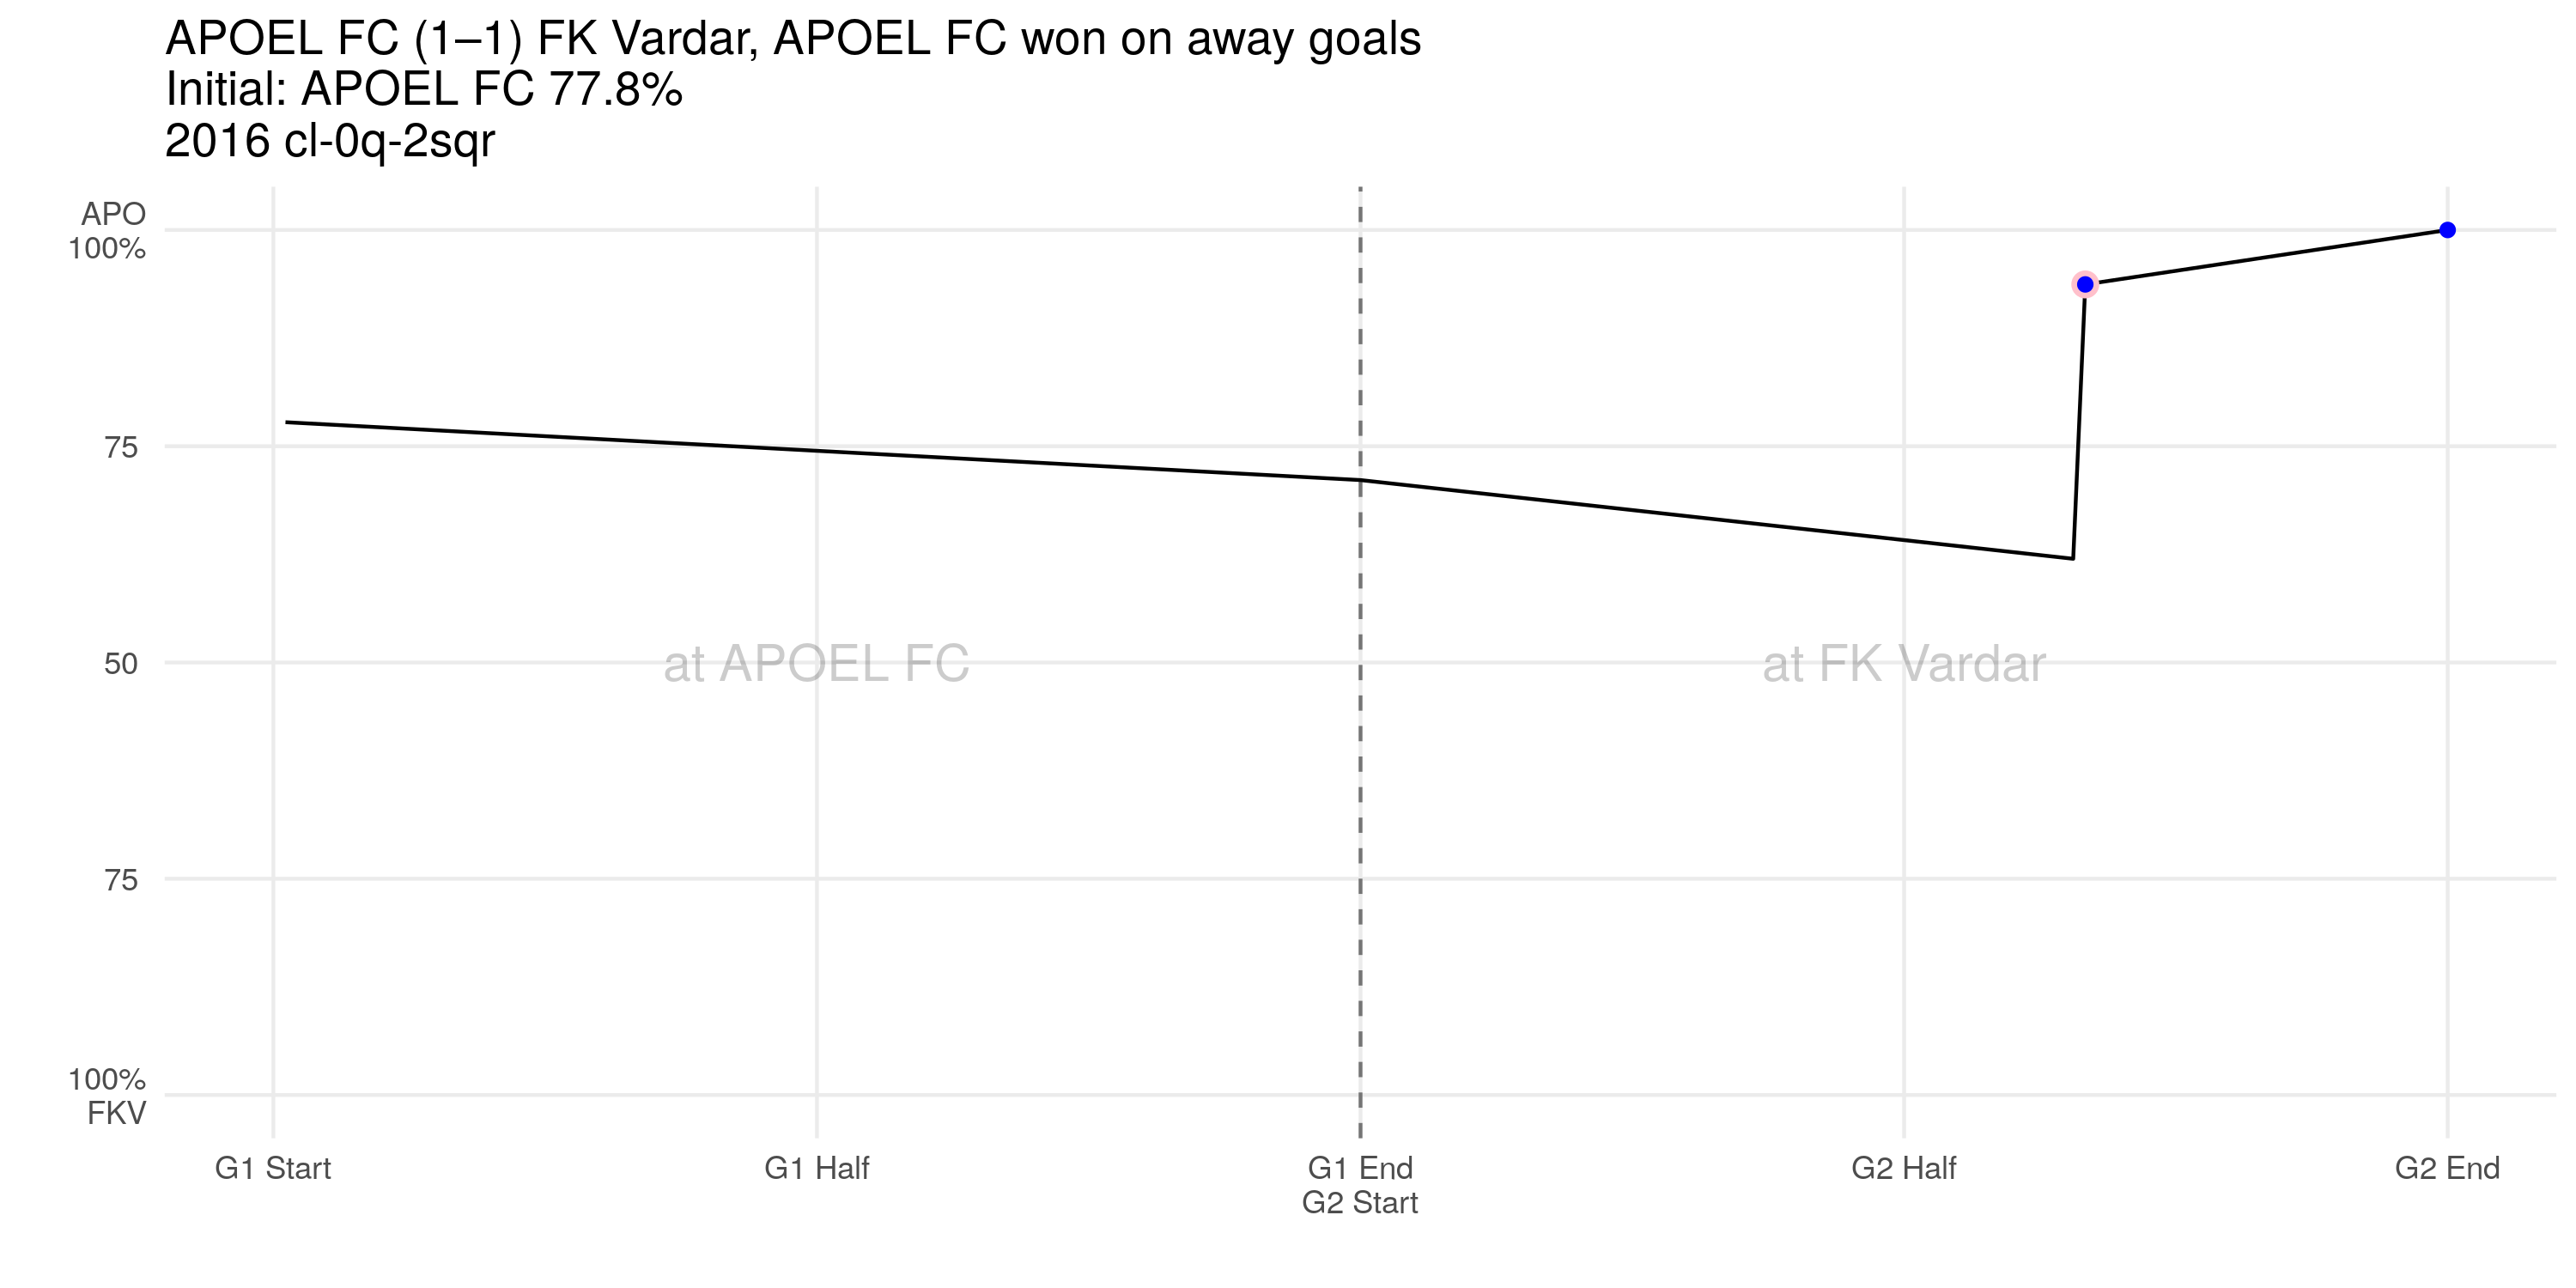 APOEL FC (1–1) FK Vardar, APOEL FC won on away goals
Initial: APOEL FC 77.8%
2016 cl-0q-2sqr
APO
100%
75
50
75
100%
FKV
at APOEL FC
at FK Vardar
G1 Start
G1 Half
G1 End
G2 Start
G2 Half
G2 End